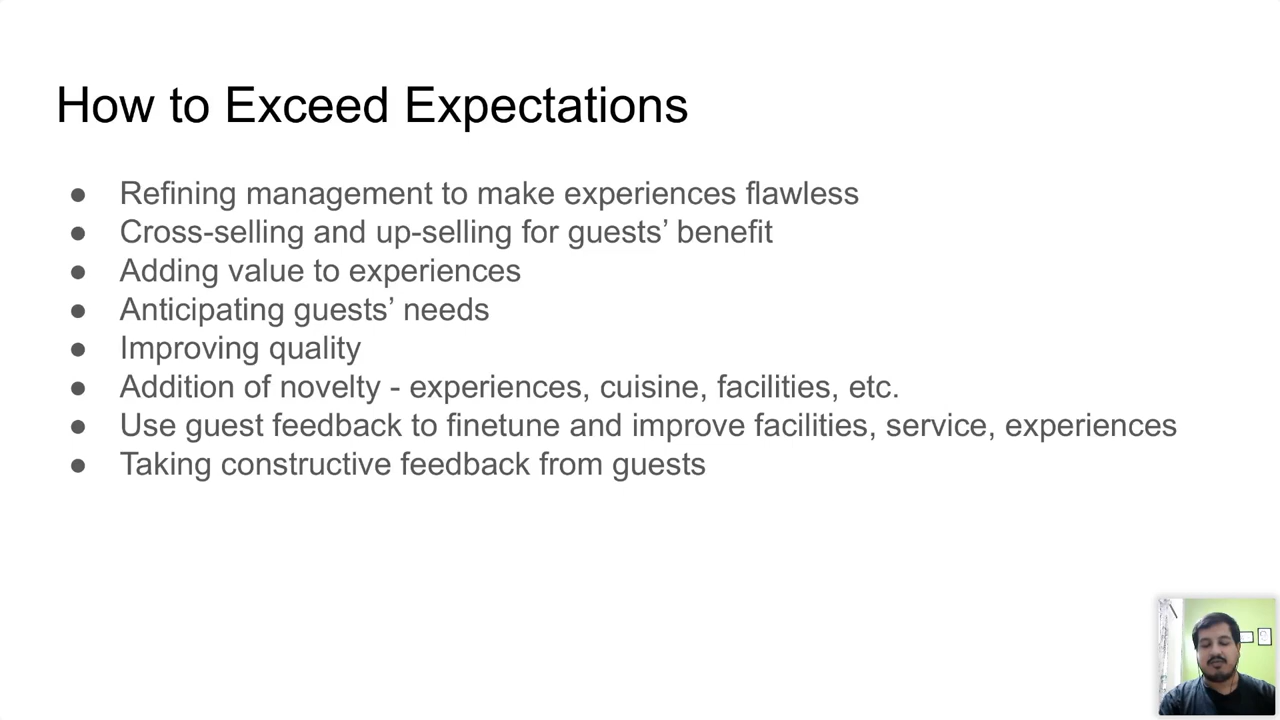 How to Exceed Expectations
● Refining management to make experiences flawless
● Cross-selling and up-selling for guests’ benefit
● Adding value to experiences
● Anticipating guests’ needs
● Improving quality
● Addition of novelty - experiences, cuisine, facilities, etc.
● Use guest feedback to finetune and improve facilities, service, experiences
● Taking constructive feedback from guests